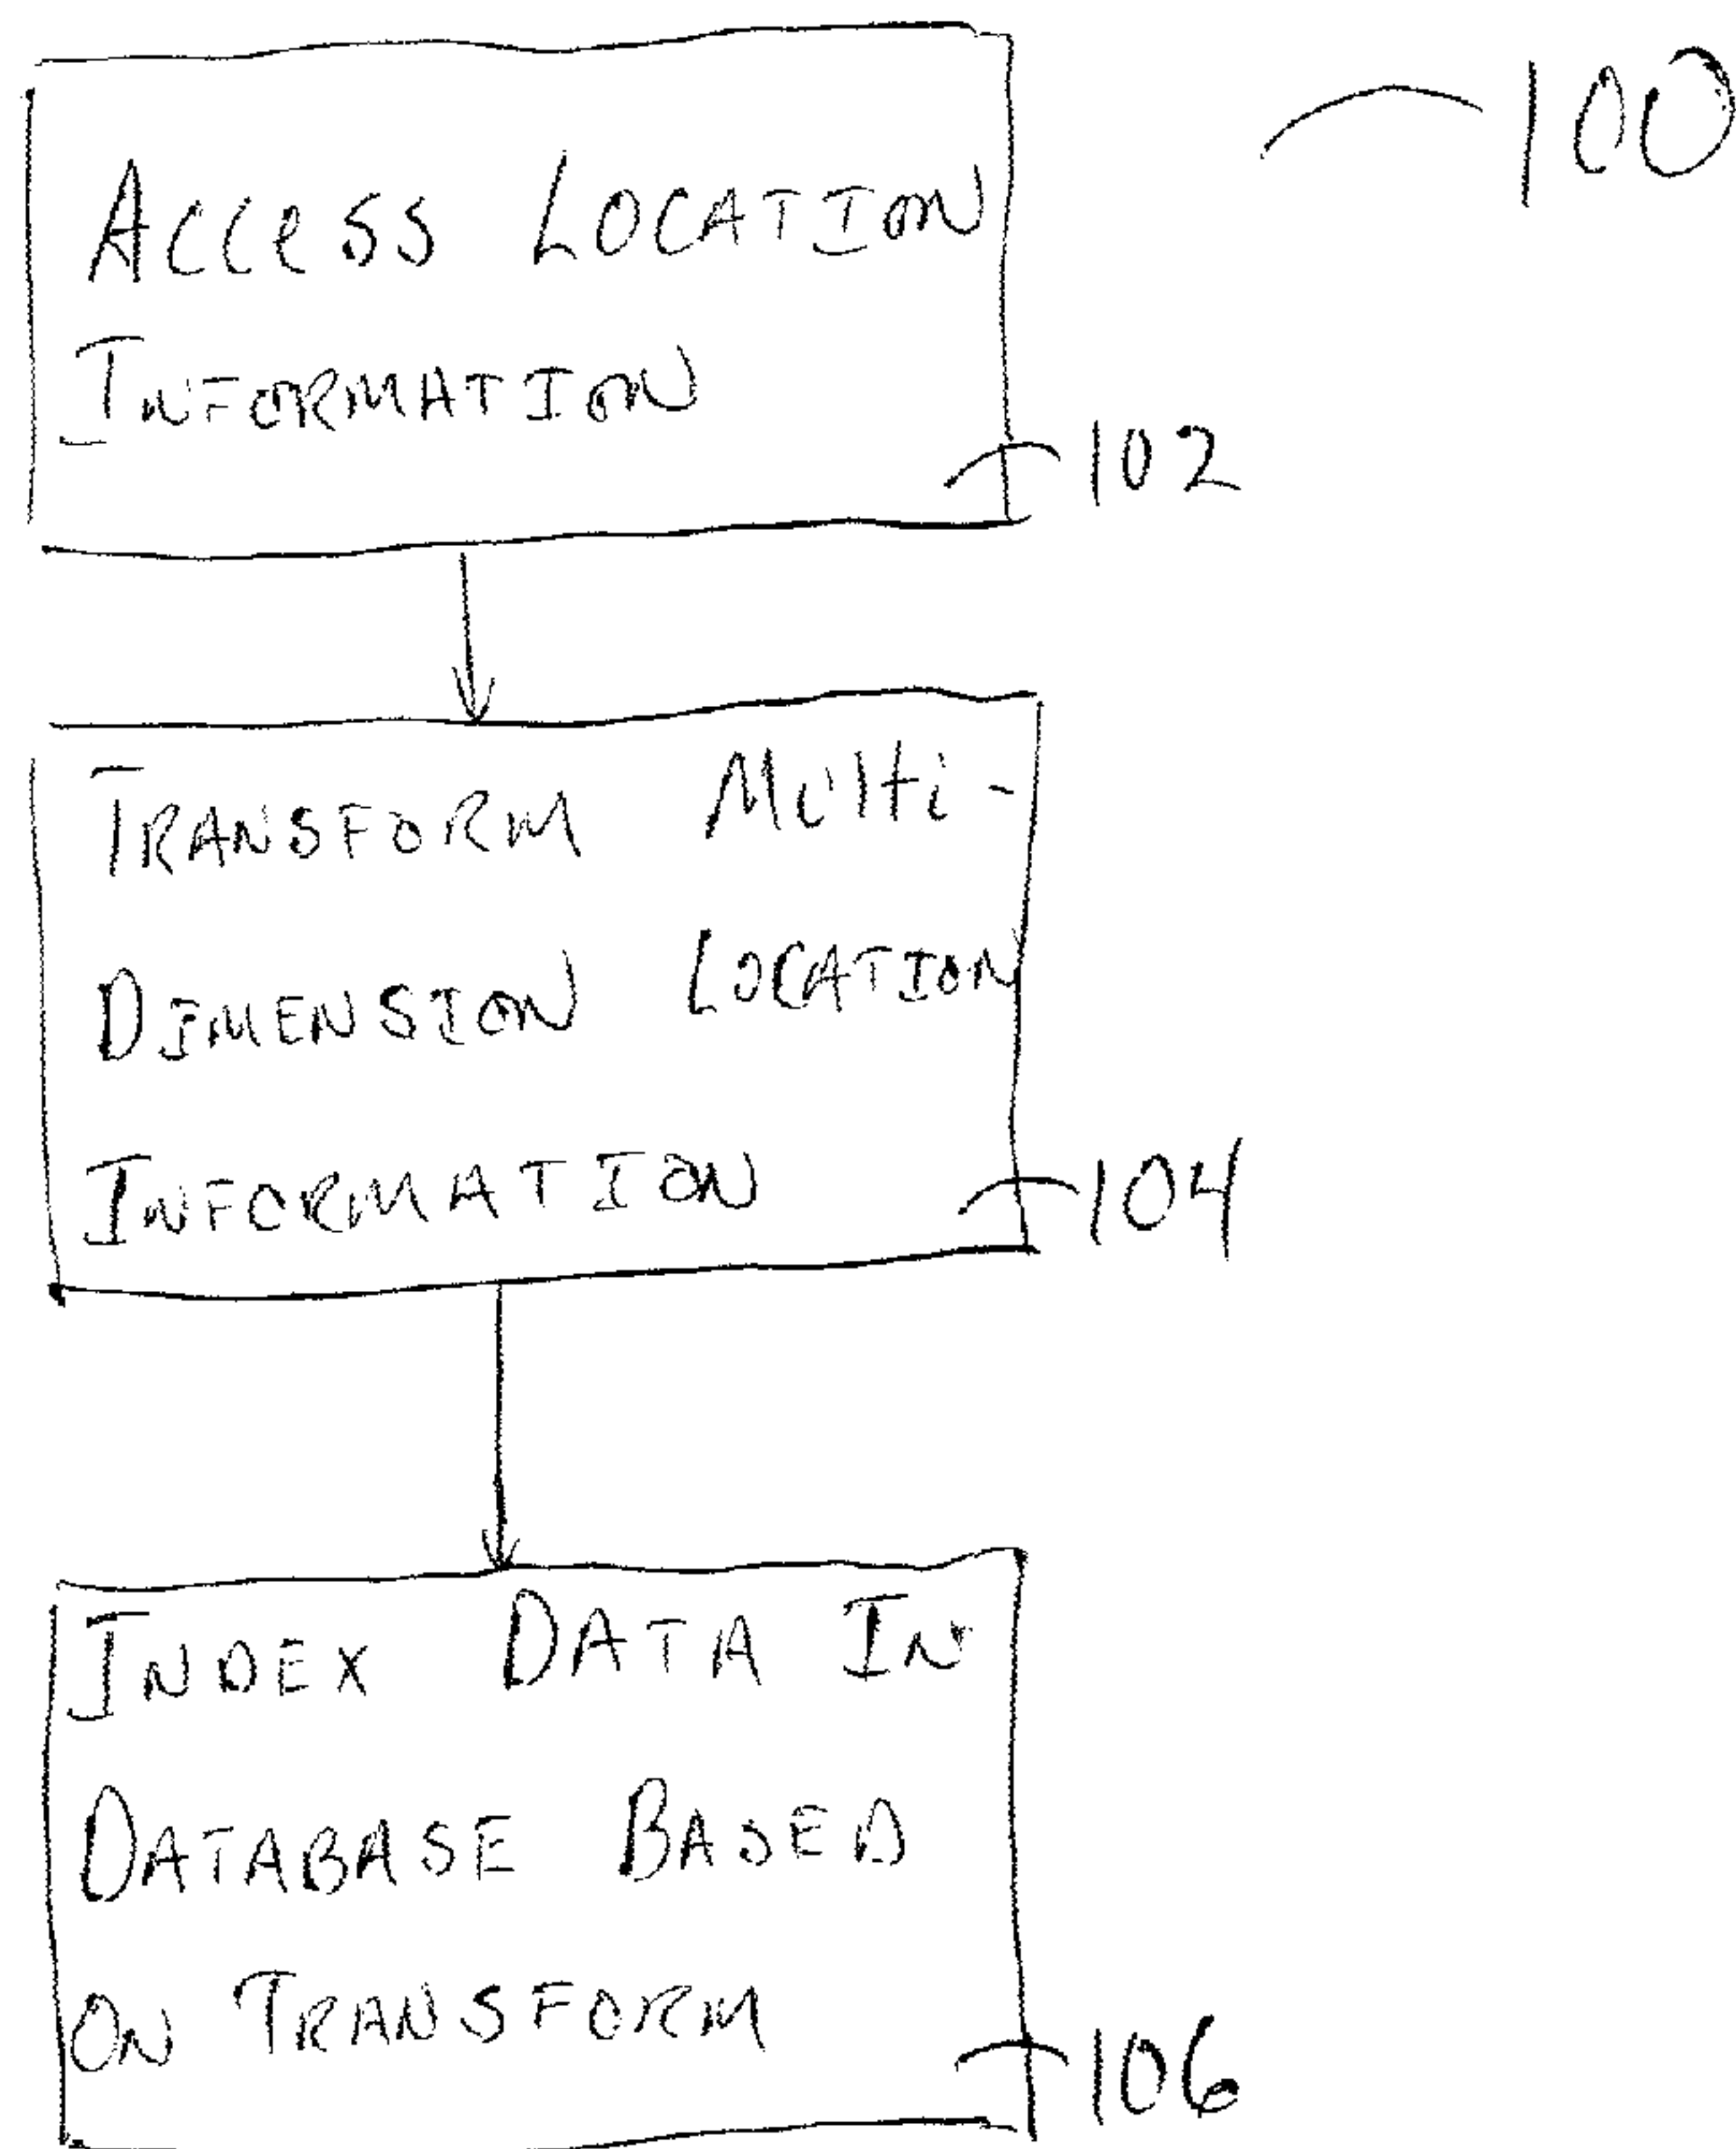 100
ACCESS LOCATION
INFORMATION
102
TRANSFORM Multi-
DIMENSION LOCATION
INFORMATION
104
INDEX DATA IN
DATABASE BASED
ON TRANSFORM
106